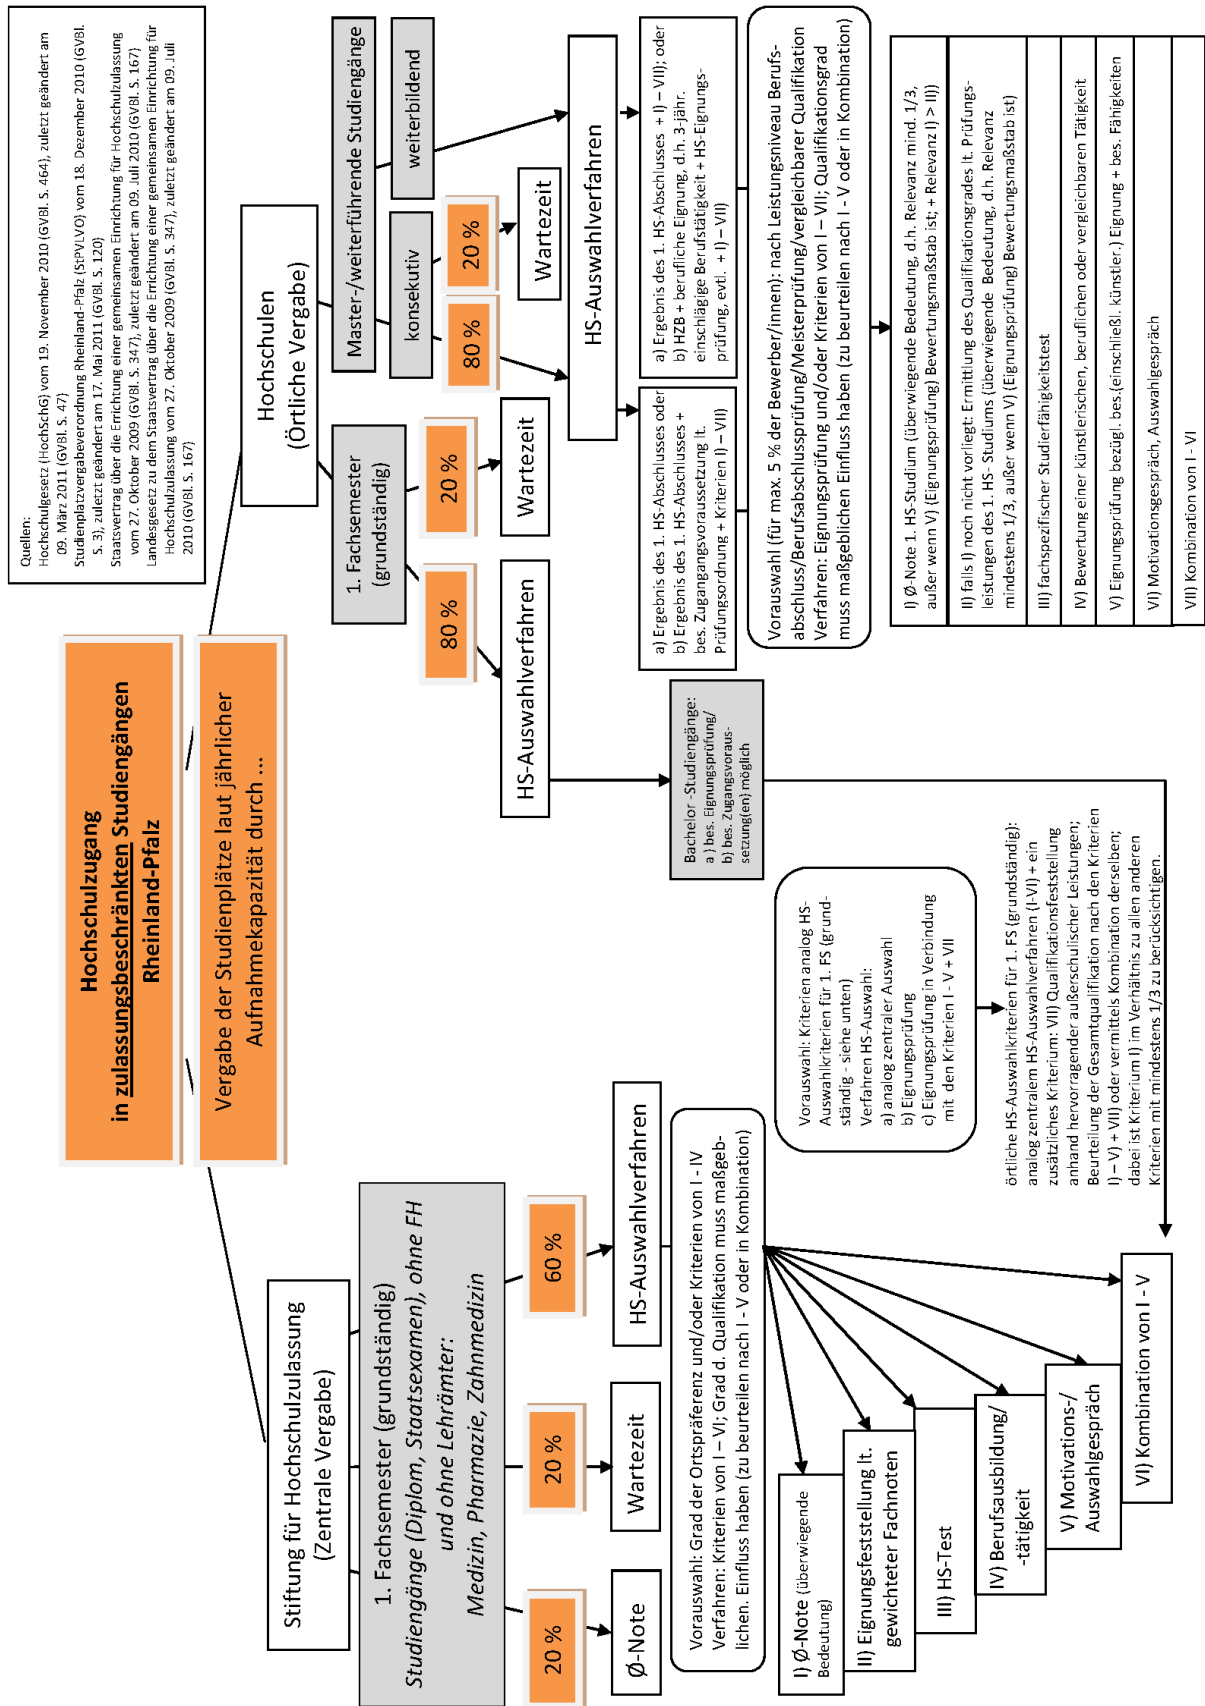 Hochschulzugang
in zulassungsbeschränkten Studiengängen
Rheinland-Pfalz
Vergabe der Studienplätze laut jährlicher
Aufnahmekapazität durch ...
Quellen:
Hochschulgesetz (HochSchG) vom 19. November 2010 (GVBl. S. 464), zuletzt geändert am
09. März 2011 (GVBl. S. 47)
Studienplatzvergabeverordnung Rheinland-Pfalz (StPVLVO) vom 18. Dezember 2010 (GVBl.
S. 3), zuletzt geändert am 17. Mai 2011 (GVBl. S. 120)
Staatsvertrag über die Errichtung einer gemeinsamen Einrichtung für Hochschulzulassung
vom 27. Oktober 2009 (GVBl. S. 347), zuletzt geändert am 09. Juli 2010 (GVBl. S. 167)
Landesgesetz zu dem Staatsvertrag über die Errichtung einer gemeinsamen Einrichtung für
Hochschulzulassung vom 27. Oktober 2009 (GVBl. S. 347), zuletzt geändert am 09. Juli
2010 (GVBl. S. 167)
Stiftung für Hochschulzulassung
(Zentrale Vergabe)
1. Fachsemester (grundständig)
Studiengänge (Diplom, Staatsexamen), ohne FH
und ohne Lehrämter:
Medizin, Pharmazie, Zahnmedizin
20 %
20 %
60 %
Ø-Note
Wartezeit
HS-Auswahlverfahren
Vorauswahl: Grad der Ortspräferenz und/oder Kriterien von I - IV
Verfahren: Kriterien von I – VI; Grad d. Qualifikation muss maßgeb-
lichen. Einfluss haben (zu beurteilen nach I - V oder in Kombination)
I) Ø-Note (überwiegende
Bedeutung)
II) Eignungsfeststellung lt.
gewichteter Fachnoten
III) HS-Test
IV) Berufsausbildung/
-tätigkeit
V) Motivations-/
Auswahlgespräch
VI) Kombination von I - V
Hochschulen
(Örtliche Vergabe)
1. Fachsemester
(grundständig)
80 %
20 %
HS-Auswahlverfahren
Wartezeit
Bachelor -Studiengänge:
a ) bes. Eignungsprüfung/
b) bes. Zugangsvoraus-
setzung(en) möglich
Vorauswahl: Kriterien analog HS-
Auswahlkriterien für 1. FS (grund-
ständig - siehe unten)
Verfahren HS-Auswahl:
a) analog zentraler Auswahl
b) Eignungsprüfung
c) Eignungsprüfung in Verbindung
mit den Kriterien I - V + VII
örtliche HS-Auswahlkriterien für 1. FS (grundständig):
analog zentralem HS-Auswahlverfahren (I-VI) + ein
zusätzliches Kriterium: VII) Qualifikationsfeststellung
anhand hervorragender außerschulischer Leistungen;
Beurteilung der Gesamtqualifikation nach den Kriterien
I) – V) + VII) oder vermittels Kombination derselben;
dabei ist Kriterium I) im Verhältnis zu allen anderen
Kriterien mit mindestens 1/3 zu berücksichtigen.
Master-/weiterführende Studiengänge
konsekutiv
weiterbildend
80 %
20 %
Wartezeit
HS-Auswahlverfahren
a) Ergebnis des 1. HS-Abschlusses oder
b) Ergebnis des 1. HS-Abschlusses +
bes. Zugangangsvoraussetzung lt.
Prüfungsordnung + Kriterien I) – VII)
a) Ergebnis des 1. HS-Abschlusses + I) – VII); oder
b) HZB + berufliche Eignung, d.h. 3-jähr.
einschlägige Berufstätigkeit + HS-Eignungs-
prüfung, evtl. + I) – VII)
Vorauswahl (für max. 5 % der Bewerber/innen): nach Leistungsniveau Berufs-
abschluss/Berufsabschlussprüfung/Meisterprüfung/vergleichbarer Qualifikation
Verfahren: Eignungsprüfung und/oder Kriterien von I – VII; Qualifikationsgrad
muss maßgeblichen Einfluss haben (zu beurteilen nach I - V oder in Kombination)
I) Ø-Note 1. HS-Studium (überwiegende Bedeutung, d.h. Relevanz mind. 1/3,
außer wenn V) (Eignungsprüfung) Bewertungsmaßstab ist; + Relevanz I) > II))
II) falls I) noch nicht vorliegt: Ermittlung des Qualifikationsgrades lt. Prüfungs-
leistungen des 1. HS- Studiums (überwiegende Bedeutung, d.h. Relevanz
mindestens 1/3, außer wenn V) (Eignungsprüfung) Bewertungsmaßstab ist)
III) fachspezifischer Studierfähigkeitstest
IV) Bewertung einer künstlerischen, beruflichen oder vergleichbaren Tätigkeit
V) Eignungsprüfung bezügl. bes.(einschließl. künstler.) Eignung + bes. Fähigkeiten
VI) Motivationsgespräch, Auswahlgespräch
VII) Kombination von I - VI